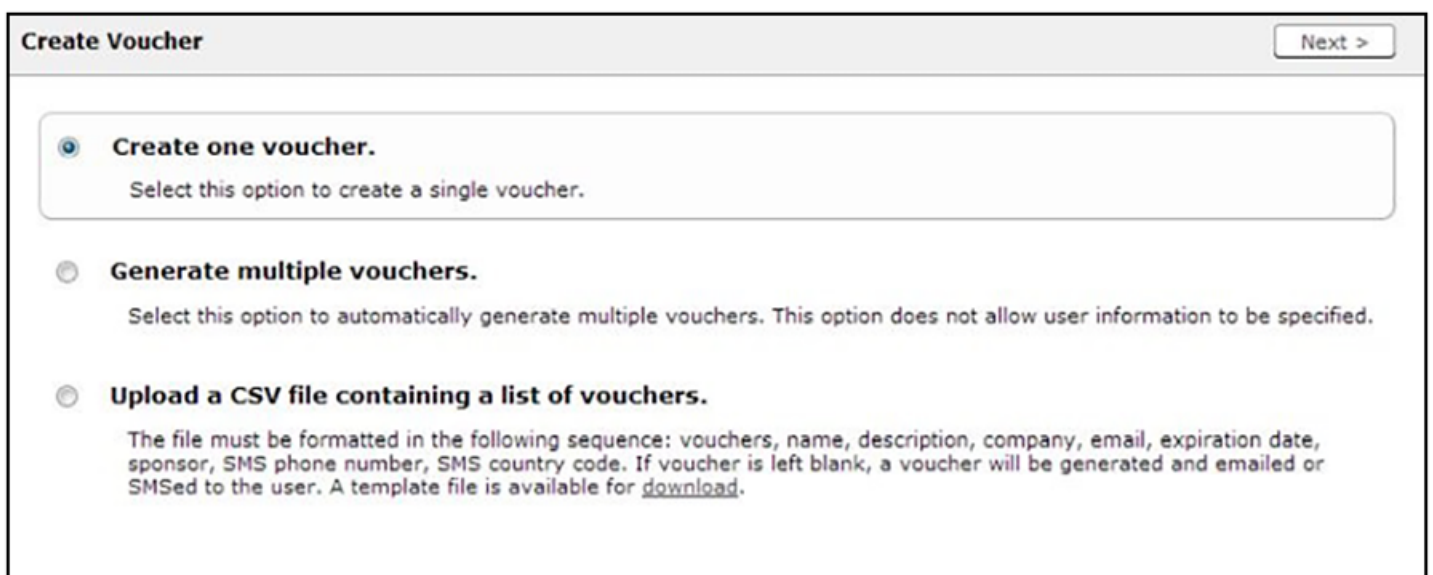 Create Voucher
Next >
Create one voucher.
Select this option to create a single voucher.
Generate multiple vouchers.
Select this option to automatically generate multiple vouchers. This option does not allow user information to be specified.
Upload a CSV file containing a list of vouchers.
The file must be formatted in the following sequence: vouchers, name, description, company, email, expiration date,
sponsor, SMS phone number, SMS country code. If voucher is left blank, a voucher will be generated and emailed or
SMSed to the user. A template file is available for download.